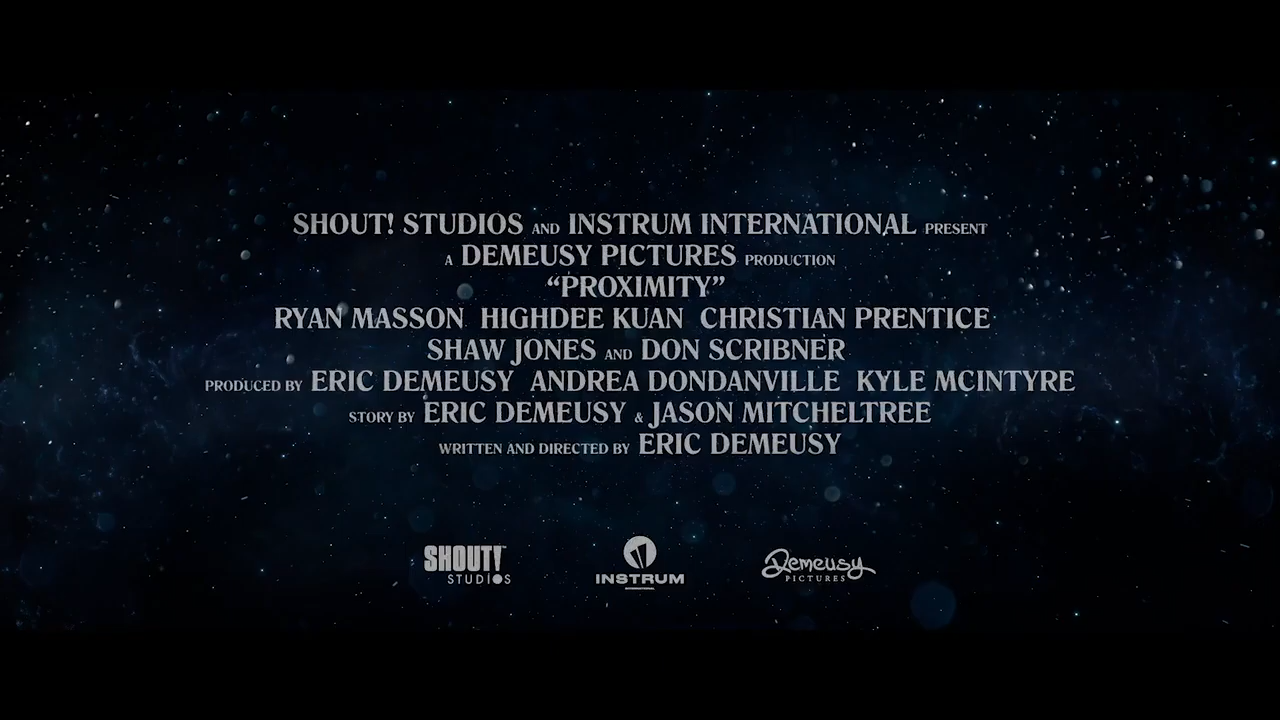 SHOUT! STUDIOS AND INSTRUM INTERNATIONAL PRESENT
A DEMEUSY PICTURES PRODUCTION
“PROXIMITY”
RYAN MASSON HIGHDEE KUAN CHRISTIAN PRENTICE
SHAW JONES AND DON SCRIBNER
PRODUCED BY ERIC DEMEUSY ANDREA DONDANVILLE KYLE MCINTYRE
STORY BY ERIC DEMEUSY & JASON MITCHELTREE
WRITTEN AND DIRECTED BY ERIC DEMEUSY
SHOUT!
STUDIOS
INSTRUM
INTERNATIONAL
Demeusy
PICTURES